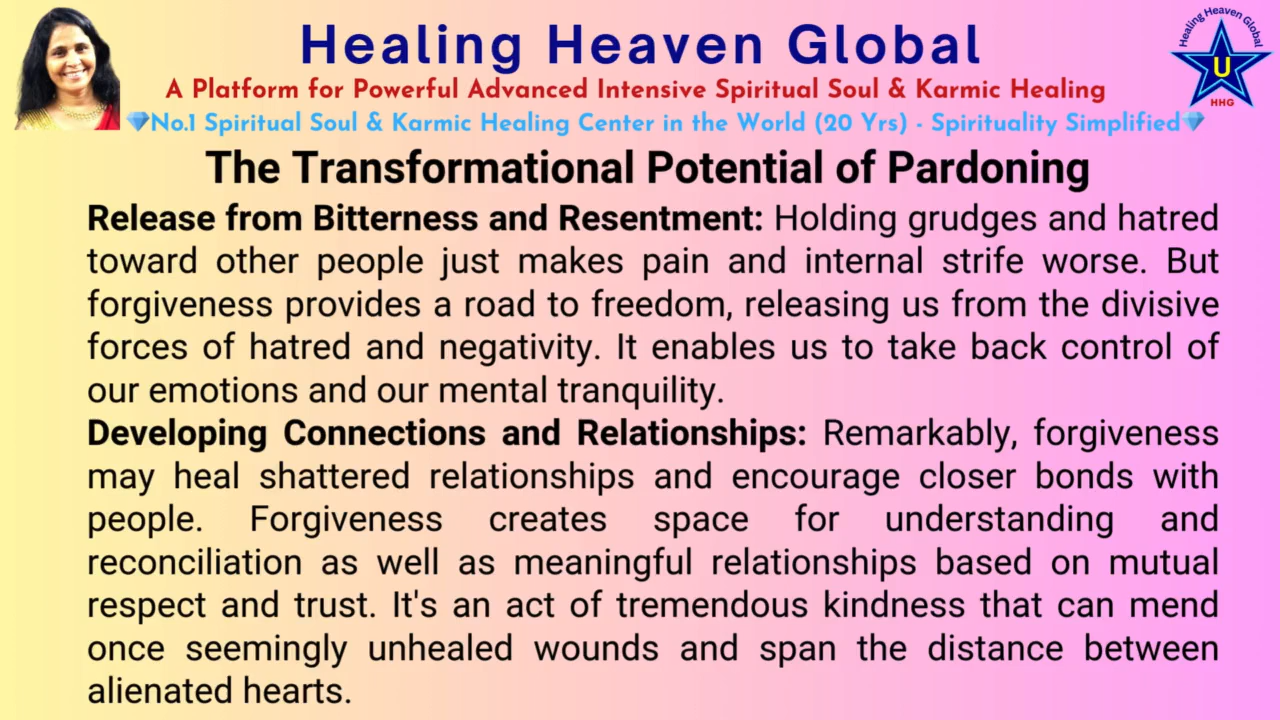 Healing Heaven Global
A Platform for Powerful Advanced Intensive Spiritual Soul & Karmic Healing
💎No.1 Spiritual Soul & Karmic Healing Center in the World (20 Yrs) - Spirituality Simplified💎
Healing Heaven Global
U
HHG
The Transformational Potential of Pardoning
Release from Bitterness and Resentment: Holding grudges and hatred
toward other people just makes pain and internal strife worse. But
forgiveness provides a road to freedom, releasing us from the divisive
forces of hatred and negativity. It enables us to take back control of
our emotions and our mental tranquility.
Developing Connections and Relationships: Remarkably, forgiveness
may heal shattered relationships and encourage closer bonds with
people. Forgiveness creates space for understanding and
reconciliation as well as meaningful relationships based on mutual
respect and trust. It's an act of tremendous kindness that can mend
once seemingly unhealed wounds and span the distance between
alienated hearts.